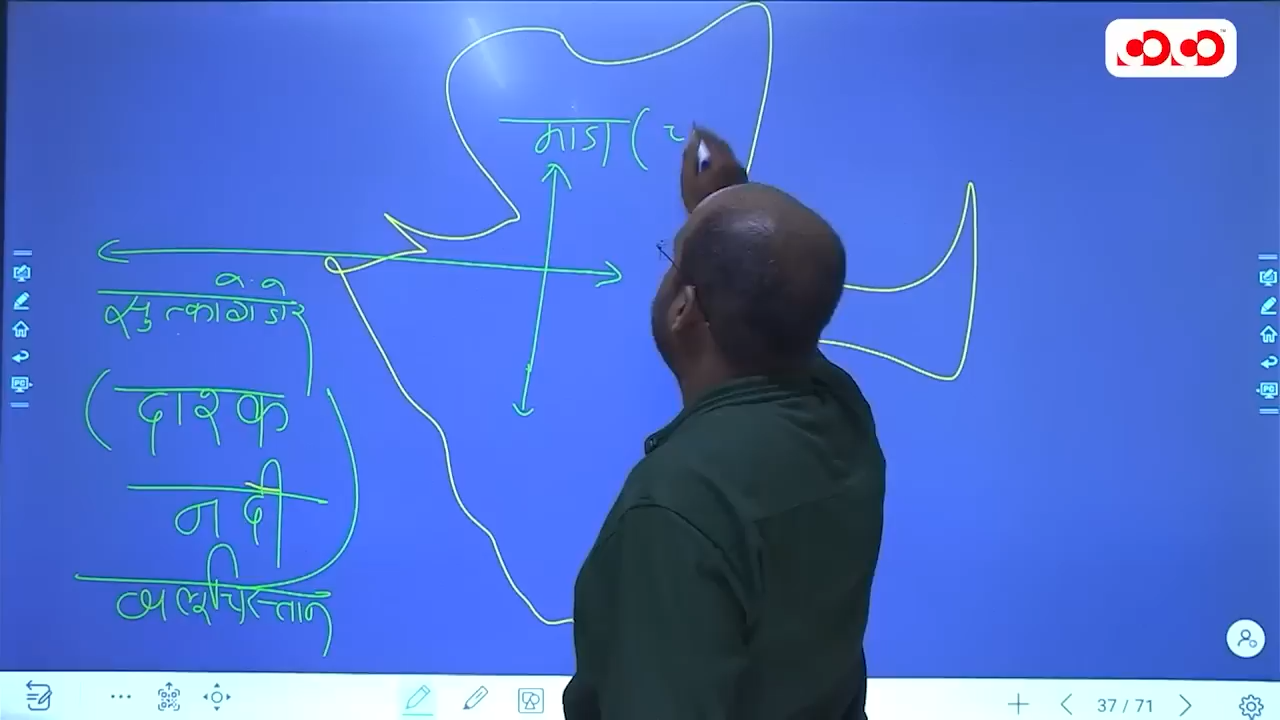 मांडा ( च
सुत्कांगेंडोर
( दाश्क
नदी )
बलूचिस्तान
37 / 71